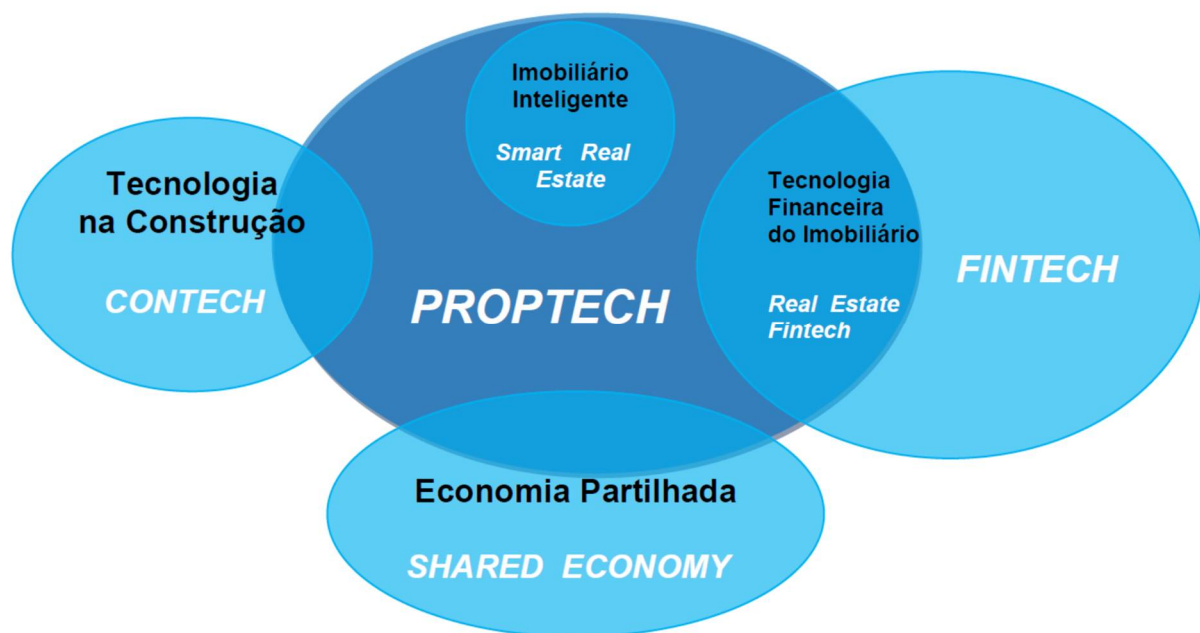 Imobiliário
Inteligente
Smart Real
Estate
Tecnologia
na Construção
CONTECH
PROPTECH
Tecnologia
Financeira
do Imobiliário
Real Estate
Fintech
FINTECH
Economia Partilhada
SHARED ECONOMY